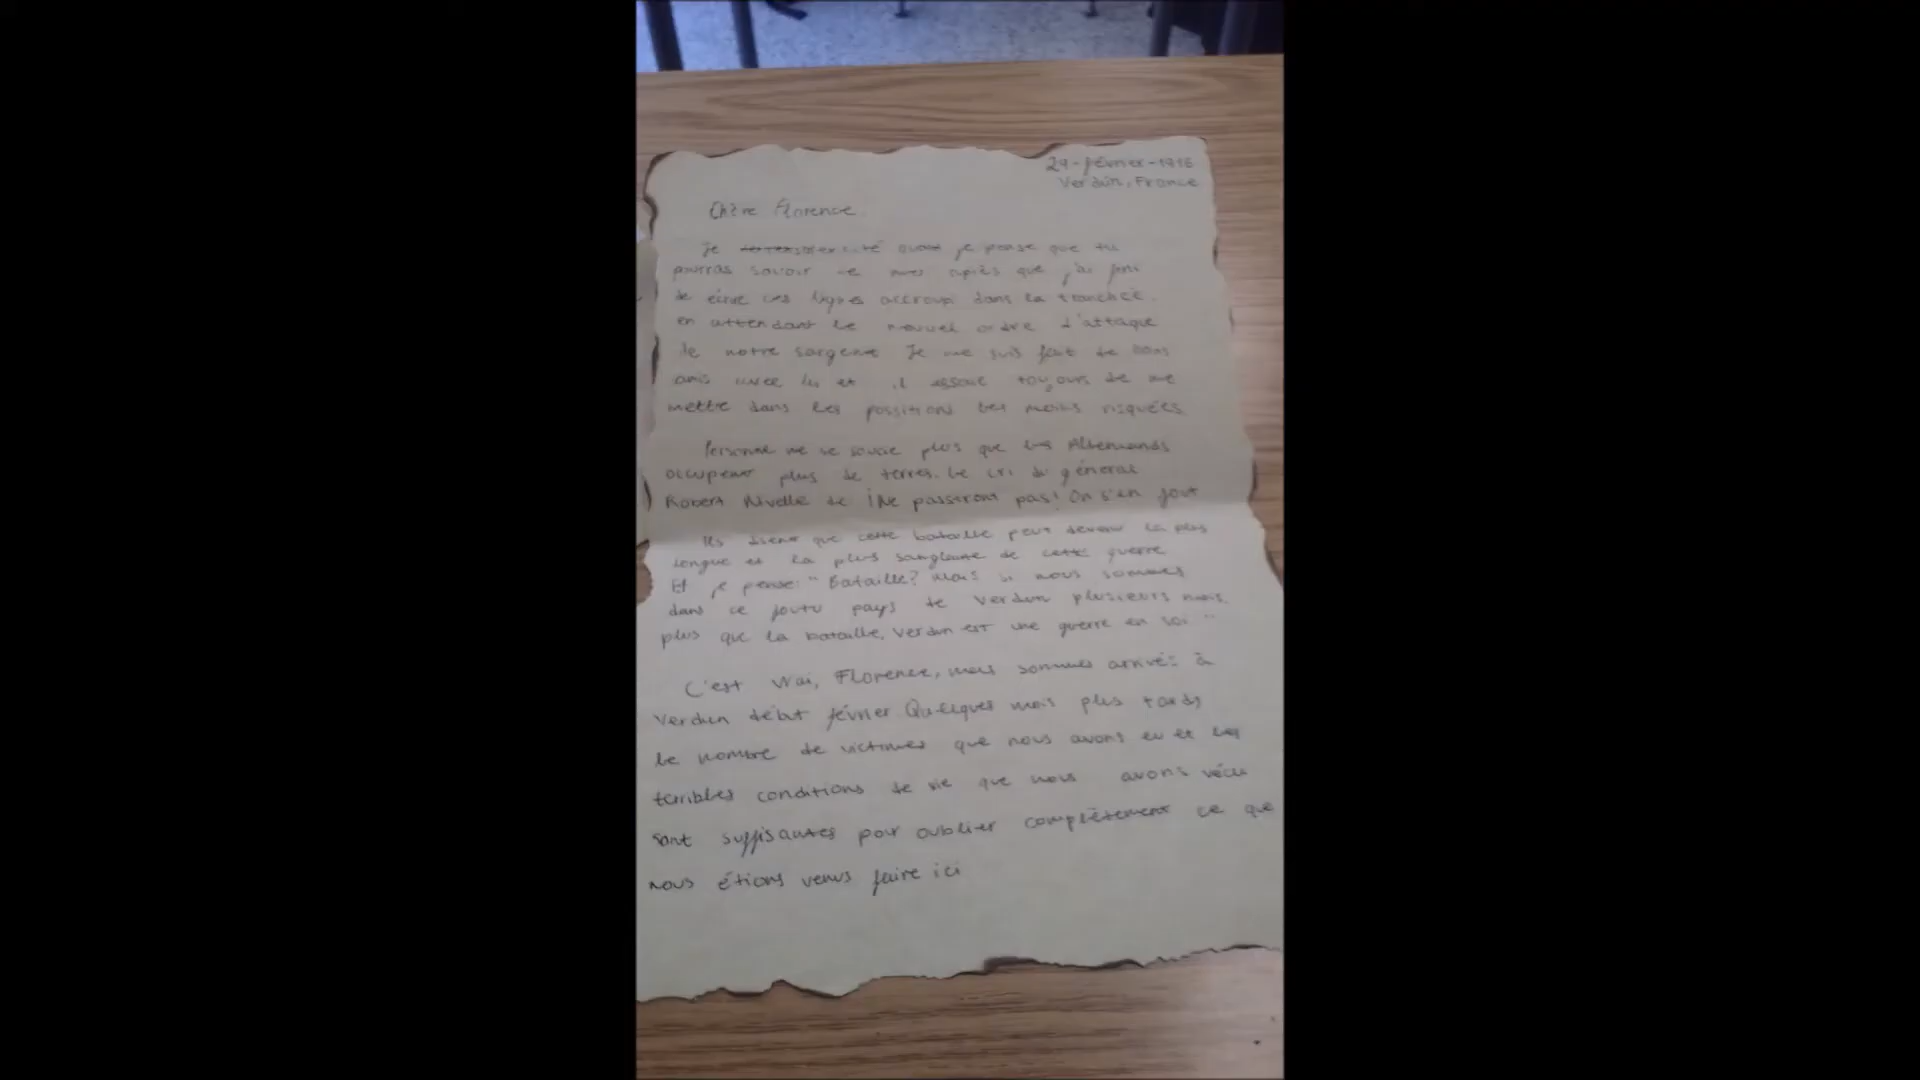 29-février-1916
Verdun, France
Chère Florence
Je je pense que tu
pourras savoir après que j'ai fini
de écrire ces lignes accroupi dans la tranchée.
en attendant le nouvel ordre d'attaque
de notre sargent Je me suis fait de bons
amis avec lui et il essaie toujours de me
mettre dans les possitions les moins risquées
Personne ne se soucie plus que les Allemands
occupent plus de terres. Le cri du général
Robert Nivelle de ¡Ne passeront pas! On s'en fout
Ils disent que cette bataille peut devenir la plus
longue et la plus sanglante de cette guerre
Et je pense: "Bataille? Mais si nous sommes
dans ce foutu pays de Verdun plusieurs mois.
plus que la bataille, Verdun est une guerre en soi"
C'est vrai, Florence, nous sommes arrivés à
Verdun début février Quelques mois plus tards
le nombre de victimes que nous avons eu et les
terribles conditions de vie que nous avons vécu
sont suffisantes pour oublier complètement ce que
nous étions venus faire ici